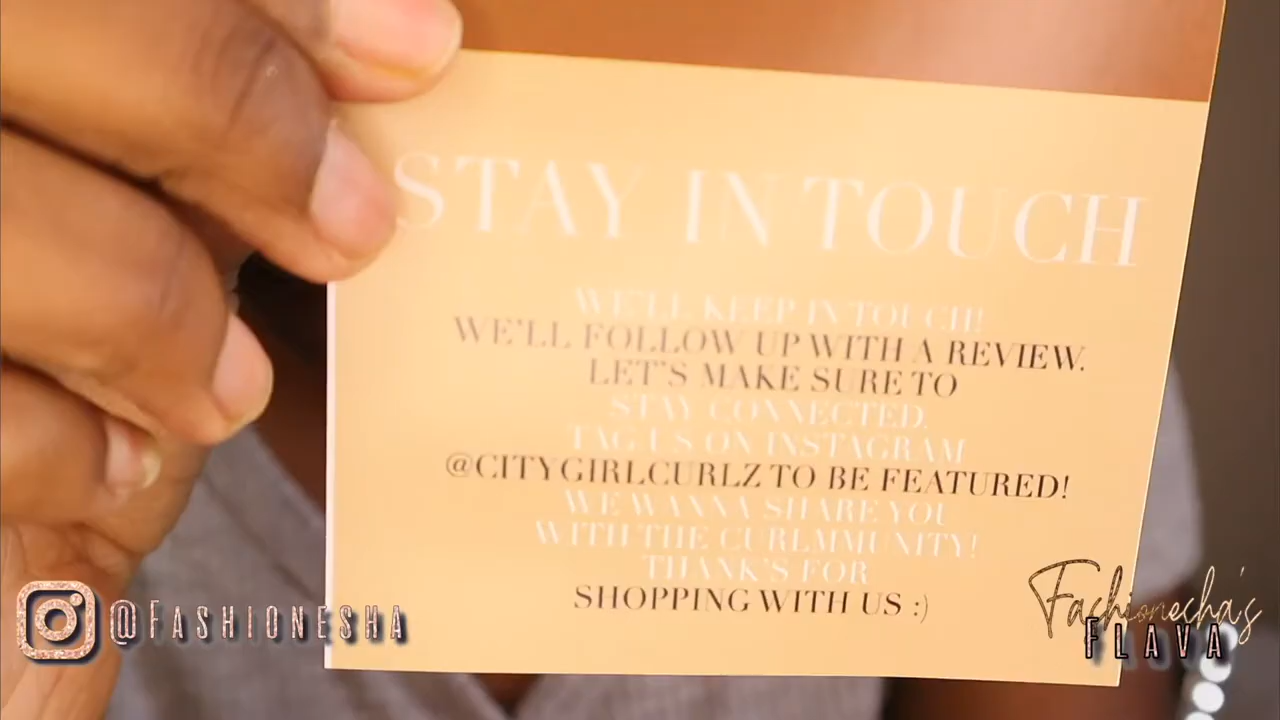 STAY IN TOUCH
WE'LL KEEP IN TOUCH!
WE'LL FOLLOW UP WITH A REVIEW.
LET'S MAKE SURE TO
STAY CONNECTED.
TAG US ON INSTAGRAM
@CITYGIRLCURLZ TO BE FEATURED!
WE WANNA SHARE YOU
WITH THE CURLMMUNITY!
THANK'S FOR
SHOPPING WITH US :)
@FASHIONESHA
Fashionecha's
FLAVA